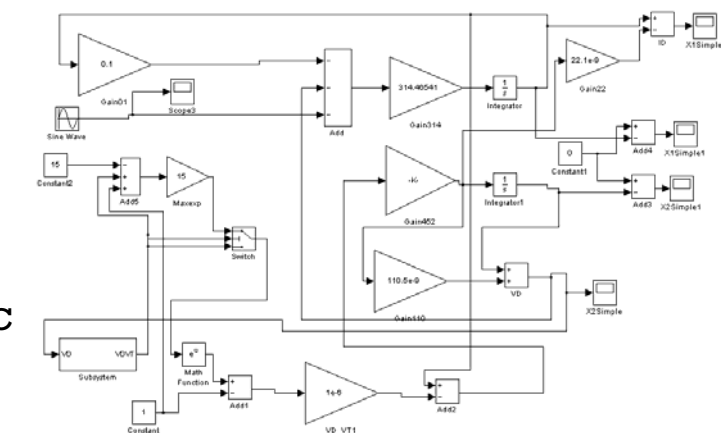 0.1
Gain01
Scope3
Sine Wave
Add
314.46541
Gain314
1
s
Integrator
22.1e-9
Gain22
ID
X1Simple
0
Constant1
Add4
X1Simple1
Add3
X2Simple1
15
Constant2
Add5
15
Maxexp
Switch
Gain452
1
s
Integrator1
110.5e-9
Gain110
VD
X2Simple
C
VD
VDVT
Subsystem
e
Math
Function
1
Constant
Add1
1e-6
VD_VT1
Add2